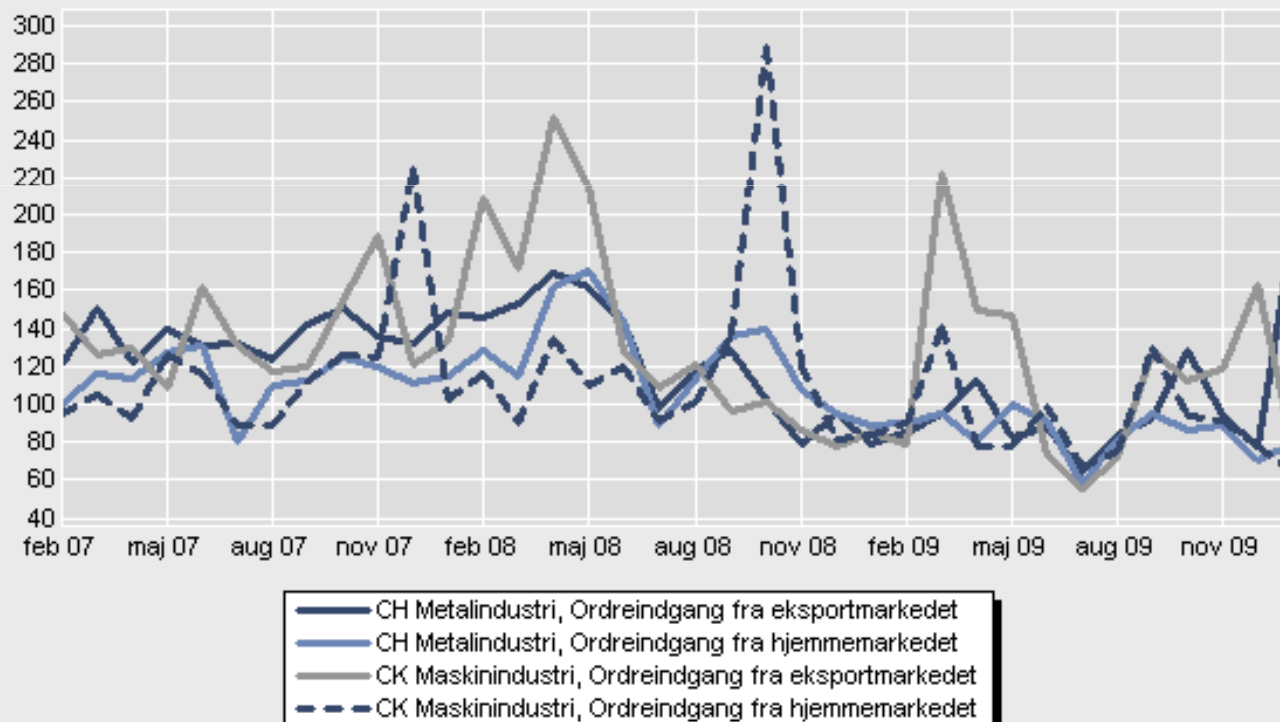 300
280
260
240
220
200
180
160
140
120
100
80
60
40
feb 07 maj 07 aug 07 nov 07 feb 08 maj 08 aug 08 nov 08 feb 09 maj 09 aug 09 nov 09
CH Metalindustri, Ordreindgang fra eksportmarkedet
CH Metalindustri, Ordreindgang fra hjemmemarkedet
CK Maskinindustri, Ordreindgang fra eksportmarkedet
CK Maskinindustri, Ordreindgang fra hjemmemarkedet